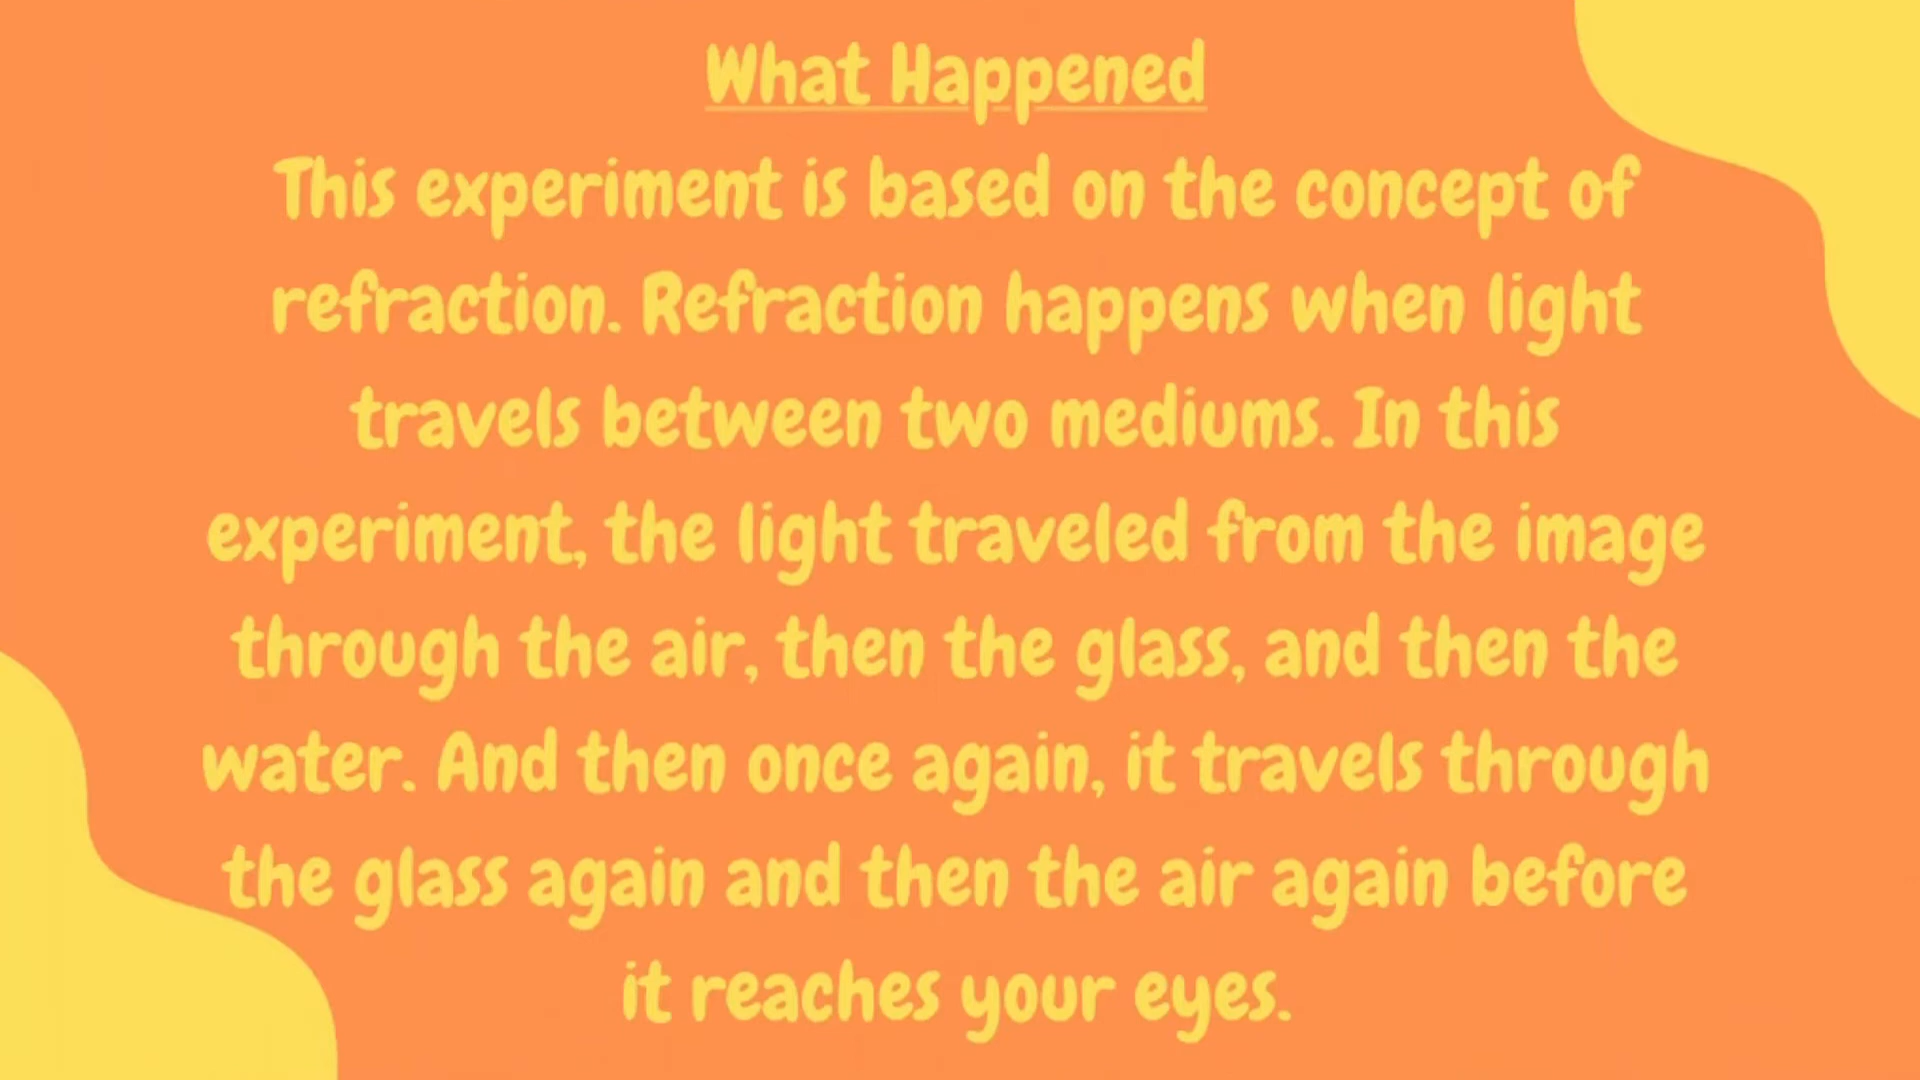 What Happened
This experiment is based on the concept of
refraction. Refraction happens when light
travels between two mediums. In this
experiment, the light traveled from the image
through the air, then the glass, and then the
water. And then once again, it travels through
the glass again and then the air again before
it reaches your eyes.